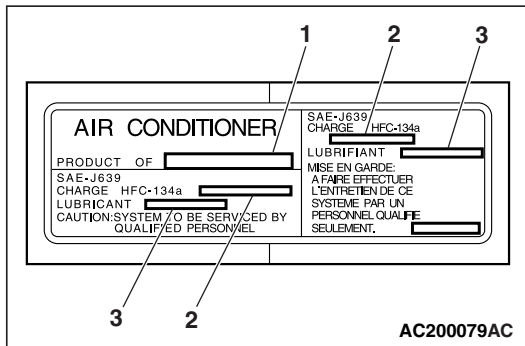 1
2
3
AIR CONDITIONER
PRODUCT OF
SAE-J639
CHARGE HFC-134a
LUBRICANT
CAUTION:SYSTEM TO BE SERVICED BY
QUALIFIED PERSONNEL
SAE-J639
CHARGE HFC-134a
LUBRIFIANT
MISE EN GARDE:
A FAIRE EFFECTUER
L'ENTRETIEN DE CE
SYSTEME PAR UN
PERSONNEL QUALIFIE
SEULEMENT.
3
2
AC200079AC